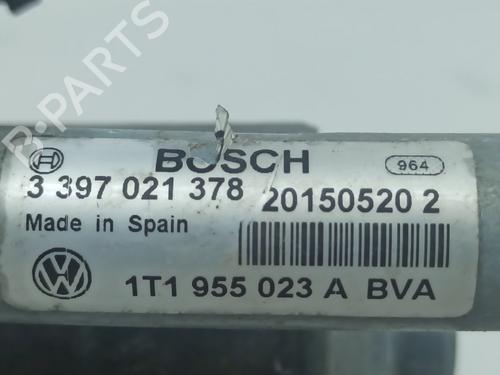 B-PARTS
BOSCH 964
3 397 021 378 20150520 2
Made in Spain
1T1 955 023 A BVA